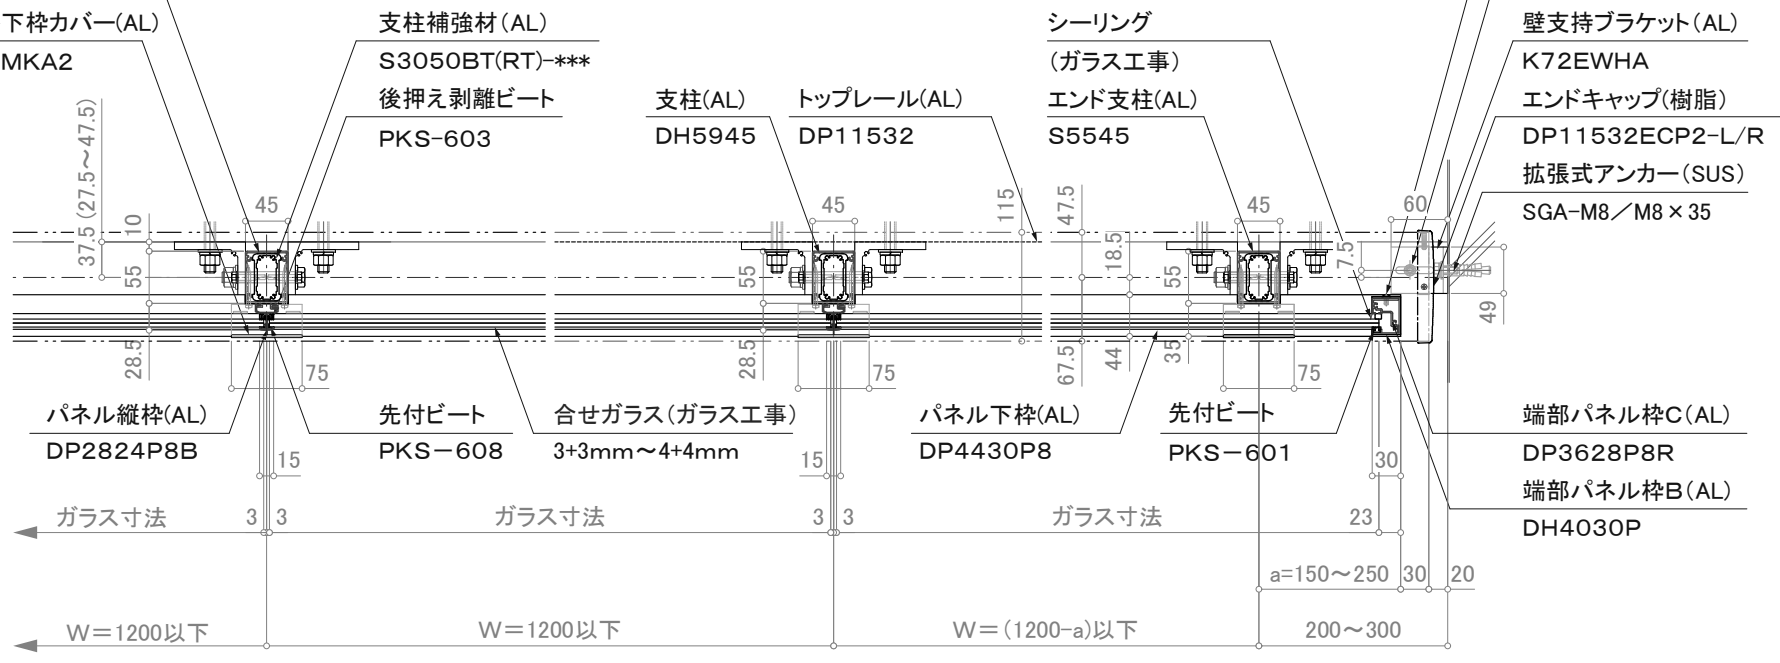 下枠カバー(AL)
MKA2
支柱補強材(AL)
S3050BT(RT)-***
後押え剥離ビート
PKS-603
支柱(AL)
DH5945
トップレール(AL)
DP11532
シーリング
(ガラス工事)
エンド支柱(AL)
S5545
壁支持ブラケット(AL)
K72EWHA
エンドキャップ(樹脂)
DP11532ECP2-L/R
拡張式アンカー(SUS)
SGA-M8/M8×35
37.5 (27.5~47.5)
10
55
28.5
45
75
45
55
28.5
75
115
47.5
18.5
67.5
44
45
55
35
75
60
7.5
49
パネル縦枠(AL)
DP2824P8B
先付ビート
PKS-608
合せガラス(ガラス工事)
3+3mm~4+4mm
パネル下枠(AL)
DP4430P8
先付ビート
PKS-601
端部パネル枠C(AL)
DP3628P8R
端部パネル枠B(AL)
DH4030P
15
15
30
ガラス寸法
3
3
ガラス寸法
3
3
ガラス寸法
23
a=150~250
30
20
W=1200以下
W=1200以下
W=(1200-a)以下
200~300